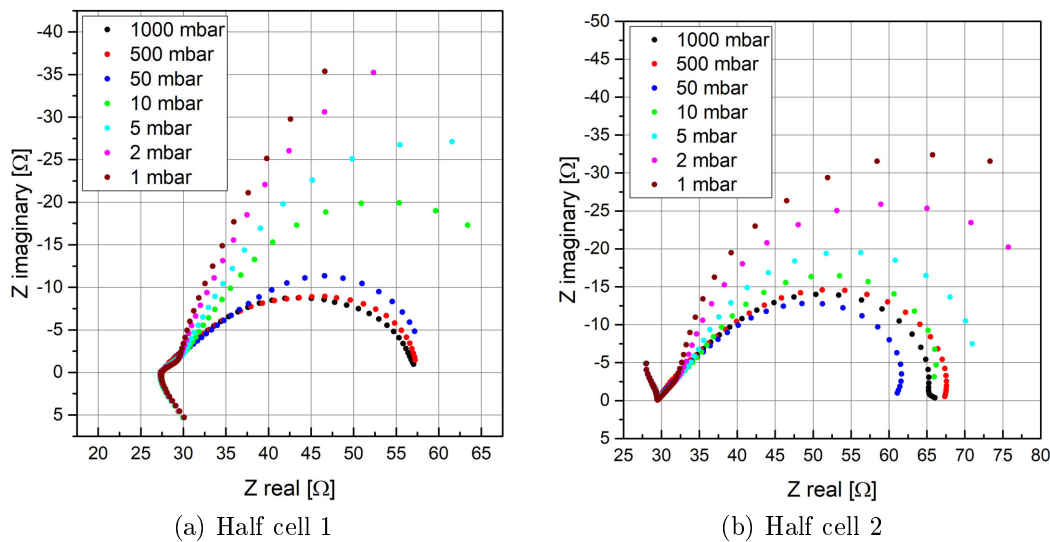 -40
-35
-30
-25
-20
-15
-10
-5
0
5
Z imaginary [Ω]
1000 mbar
500 mbar
50 mbar
10 mbar
5 mbar
2 mbar
1 mbar
20 25 30 35 40 45 50 55 60 65
Z real [Ω]
(a) Half cell 1
-50
-45
-40
-35
-30
-25
-20
-15
-10
-5
0
5
Z imaginary [Ω]
1000 mbar
500 mbar
50 mbar
10 mbar
5 mbar
2 mbar
1 mbar
25 30 35 40 45 50 55 60 65 70 75 80
Z real [Ω]
(b) Half cell 2